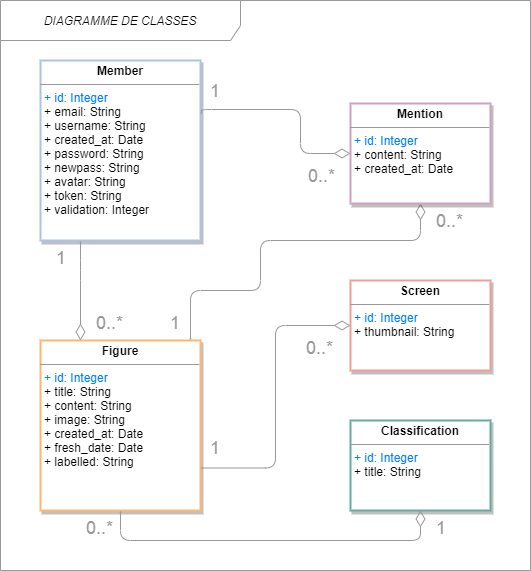 DIAGRAMME DE CLASSES
Member
+ id: Integer
+ email: String
+ username: String
+ created_at: Date
+ password: String
+ newpass: String
+ avatar: String
+ token: String
+ validation: Integer
1
0..*
Mention
+ id: Integer
+ content: String
+ created_at: Date
0..*
1
1
0..*
Screen
+ id: Integer
+ thumbnail: String
0..*
Figure
+ id: Integer
+ title: String
+ content: String
+ image: String
+ created_at: Date
+ fresh_date: Date
+ labelled: String
1
Classification
+ id: Integer
+ title: String
0..*
1